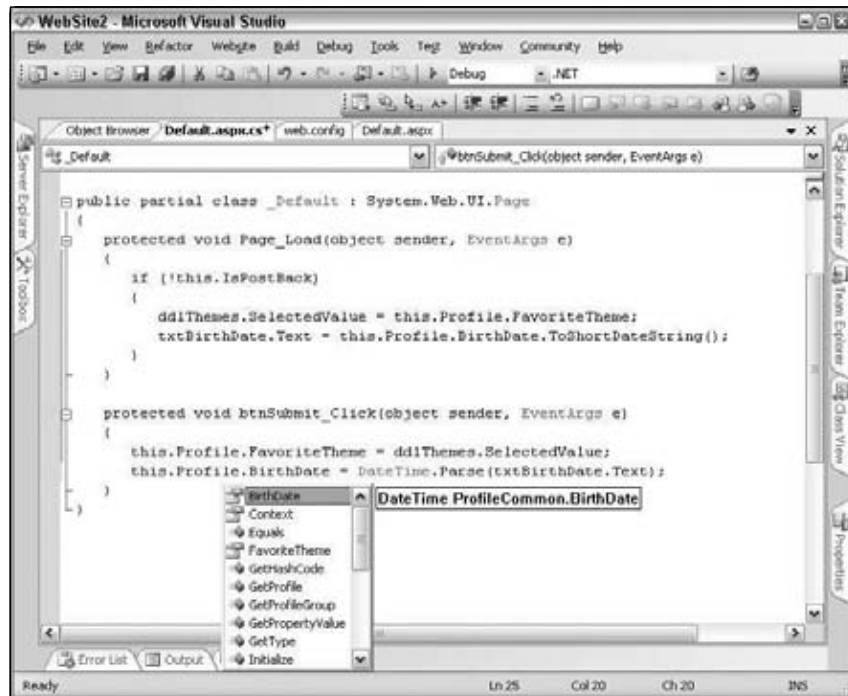 WebSite2 - Microsoft Visual Studio
File Edit View Refactor Website Build Debug Tools Test Window Community Help
Debug .NET
Object Browser Default.aspx.cs* web.config Default.aspx
_Default btnSubmit_Click(object sender, EventArgs e)
Server Explorer
Toolbox
Solution Explorer
Team Explorer
Class View
Properties
public partial class _Default : System.Web.UI.Page
{
protected void Page_Load(object sender, EventArgs e)
{
if (!this.IsPostBack)
{
ddlThemes.SelectedValue = this.Profile.FavoriteTheme;
txtBirthDate.Text = this.Profile.BirthDate.ToShortDateString();
}
}
protected void btnSubmit_Click(object sender, EventArgs e)
{
this.Profile.FavoriteTheme = ddlThemes.SelectedValue;
this.Profile.BirthDate = DateTime.Parse(txtBirthDate.Text);
}
}
BirthDate
DateTime ProfileCommon.BirthDate
Context
Equals
FavoriteTheme
GetHashCode
GetProfile
GetProfileGroup
GetPropertyValue
GetType
Initialize
Error List Output
Ready Ln 25 Col 20 Ch 20 INS